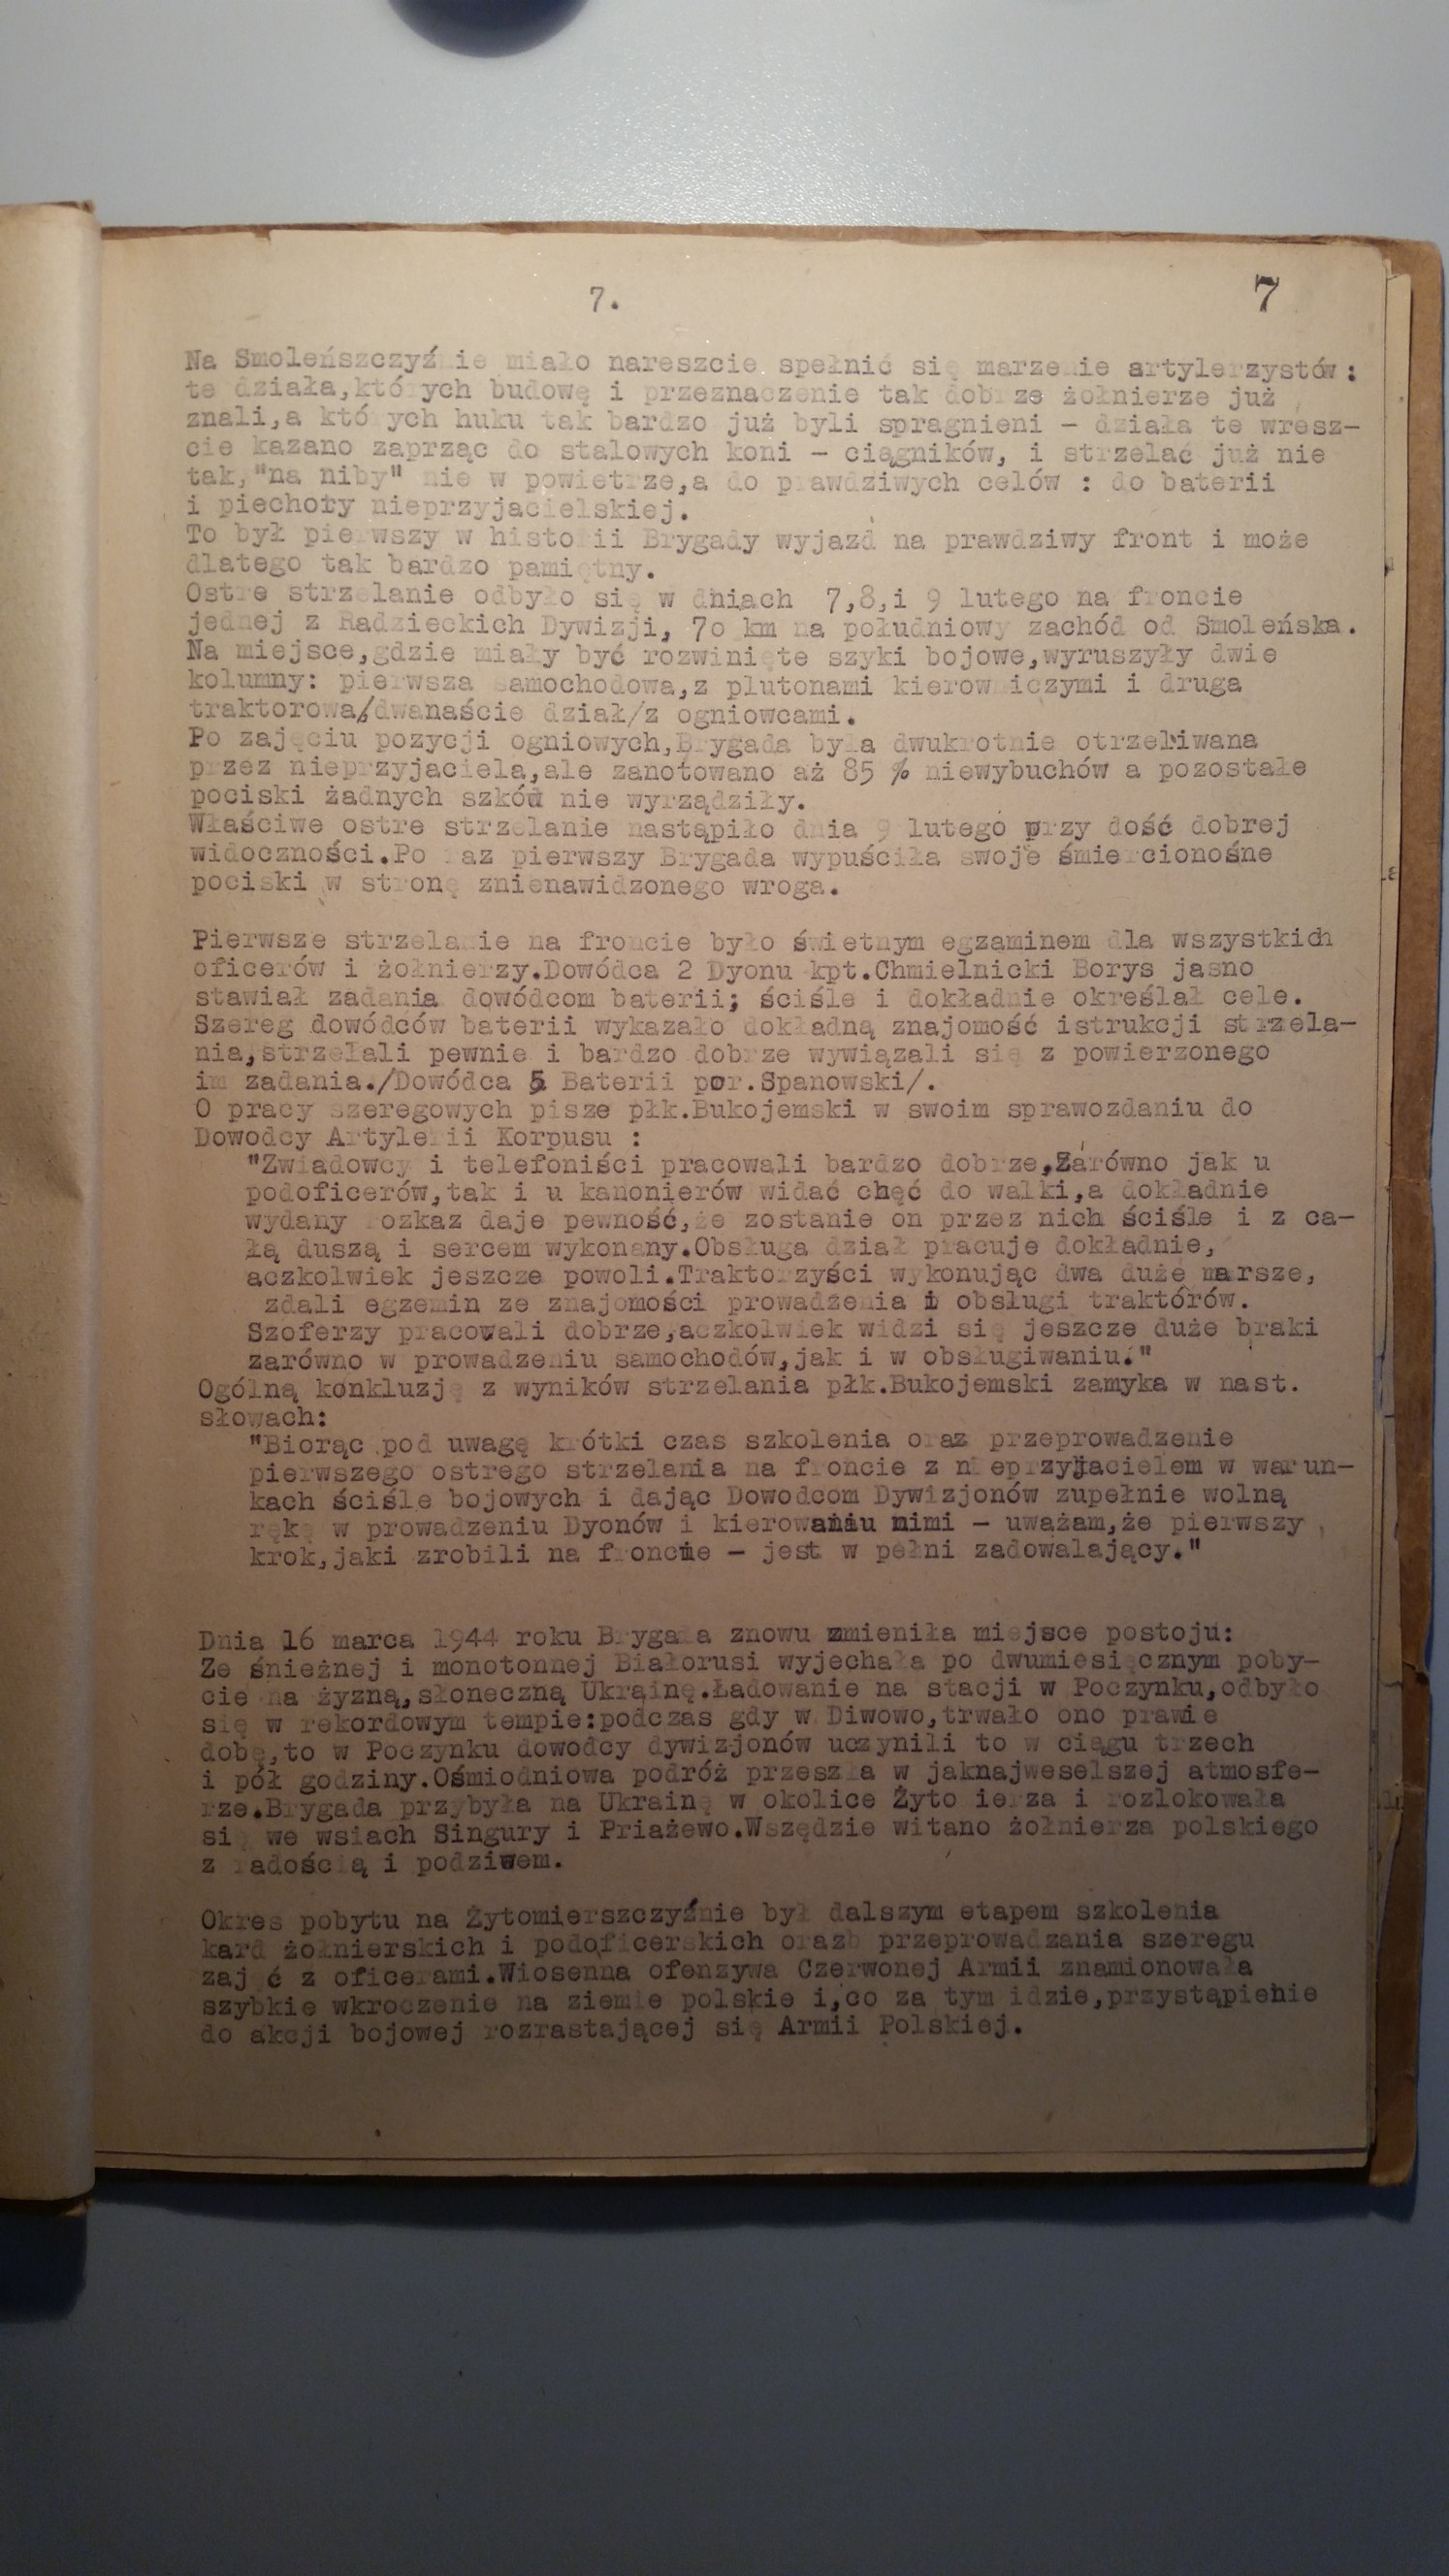 7.
7
Na Smoleńszczyźnie miało nareszcie spełnić się marzenie artylerzystów:
te działa,których budowę i przeznaczenie tak dobrze żołnierze już
znali,a których huku tak bardzo już byli spragnieni - działa te wresz-
cie kazano zaprząc do stalowych koni - ciągników, i strzelać już nie
tak,"na niby" nie w powietrze,a do prawdziwych celów : do baterii
i piechoty nieprzyjacielskiej.
To był pierwszy w historii Brygady wyjazd na prawdziwy front i może
dlatego tak bardzo pamiętny.
Ostre strzelanie odbyło się w dniach 7,8,i 9 lutego na froncie
jednej z Radzieckich Dywizji, 7o km na południowy zachód od Smoleńska.
Na miejsce,gdzie miały być rozwinięte szyki bojowe,wyruszyły dwie
kolumny: pierwsza samochodowa,z plutonami kierowniczymi i druga
traktorowa/dwanaście dział/z ogniowcami.
Po zajęciu pozycji ogniowych,Brygada była dwukrotnie otrzeliwana
przez nieprzyjaciela,ale zanotowano aż 85 % niewybuchów a pozostałe
pociski żadnych szkód nie wyrządziły.
Właściwe ostre strzelanie nastąpiło dnia 9 lutego przy dość dobrej
widoczności.Po raz pierwszy Brygada wypuściła swoje śmiercionośne
pociski w stronę znienawidzonego wroga.
Pierwsze strzelanie na froncie było świetnym egzaminem dla wszystkich
oficerów i żołnierzy.Dowódca 2 Dyonu kpt.Chmielnicki Borys jasno
stawiał zadania dowódcom baterii; ściśle i dokładnie określał cele.
Szereg dowódców baterii wykazało dokładną znajomość istrukcji strzela-
nia,strzelali pewnie i bardzo dobrze wywiązali się z powierzonego
im zadania./Dowódca 5 Baterii por.Spanowski/.
O pracy szeregowych pisze płk.Bukojemski w swoim sprawozdaniu do
Dowodcy Artylerii Korpusu :
"Zwiadowcy i telefoniści pracowali bardzo dobrze,Zarówno jak u
podoficerów,tak i u kanonierów widać chęć do walki,a dokładnie
wydany rozkaz daje pewność,że zostanie on przez nich ściśle i z ca-
łą duszą i sercem wykonany.Obsługa dział pracuje dokładnie,
aczkolwiek jeszcze powoli.Traktorzyści wykonując dwa duże marsze,
zdali egzemin ze znajomości prowadzenia i obsługi traktórów.
Szoferzy pracowali dobrze,aczkolwiek widzi się jeszcze duże braki
zarówno w prowadzeniu samochodów,jak i w obsługiwaniu."
Ogólną konkluzję z wyników strzelania płk.Bukojemski zamyka w nast.
słowach:
"Biorąc pod uwagę krótki czas szkolenia oraz przeprowadzenie
pierwszego ostrego strzelania na froncie z nieprzyjacielem w warun-
kach ściśle bojowych i dając Dowodcom Dywizjonów zupełnie wolną
rękę w prowadzeniu Dyonów i kierowaniu nimi - uważam,że pierwszy
krok,jaki zrobili na froncie - jest w pełni zadowalający."
Dnia 16 marca 1944 roku Brygada znowu zmieniła miejsce postoju:
Ze śnieżnej i monotonnej Białorusi wyjechała po dwumiesięcznym poby-
cie na żyzną,słoneczną Ukrainę.Ładowanie na stacji w Poczynku,odbyło
się w rekordowym tempie:podczas gdy w Diwowo,trwało ono prawie
dobę,to w Poczynku dowodcy dywizjonów uczynili to w ciągu trzech
i pół godziny.Ośmiodniowa podróż przeszła w jaknajweselszej atmosfe-
rze.Brygada przybyła na Ukrainę w okolice Żytomierza i rozlokowała
się we wsiach Singury i Priażewo.Wszędzie witano żołnierza polskiego
z radością i podziwem.
Okres pobytu na Żytomierszczyźnie był dalszym etapem szkolenia
kard żołnierskich i podoficerskich oraz przeprowadzania szeregu
zajęć z oficerami.Wiosenna ofenzywa Czerwonej Armii znamionowała
szybkie wkroczenie na ziemie polskie i,co za tym idzie,przystąpienie
do akcji bojowej rozrastającej się Armii Polskiej.